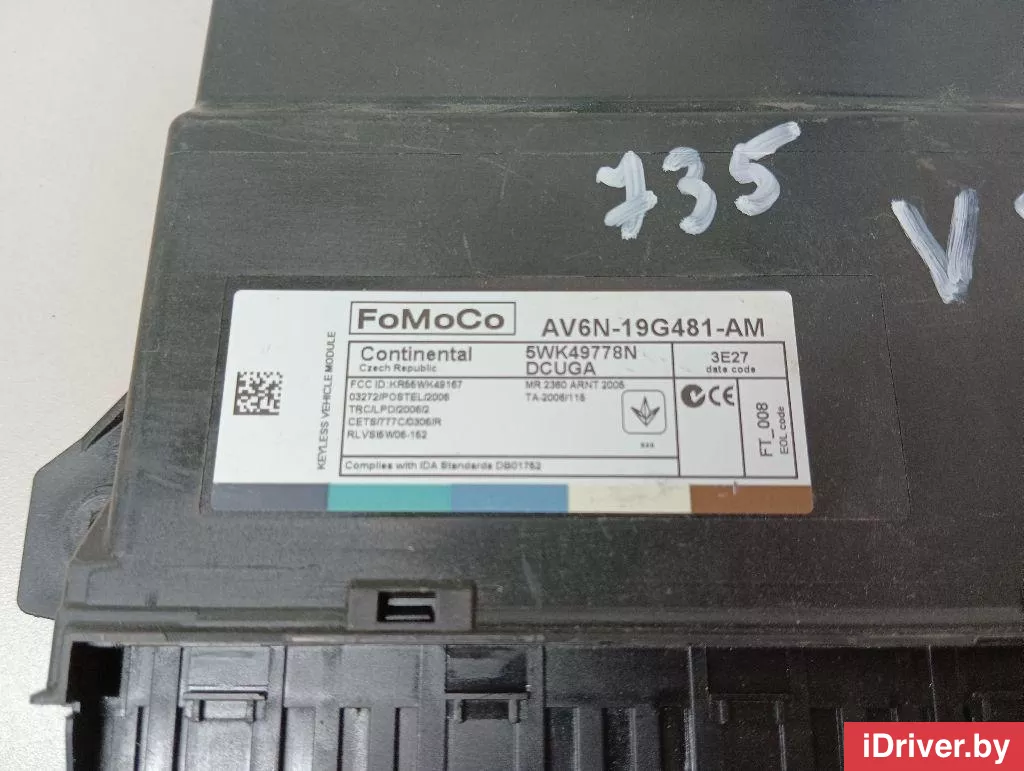 735
V
KEYLESS VEHICLE MODULE
FoMoCo
AV6N-19G481-AM
Continental
Czech Republic
5WK49778N
DCUGA
3E27
date code
FCC ID:KR55WK49167
03272/POSTEL/2006
TRC/LPD/2006/2
CETS/777C/0306/R
RLVSI5W06-152
MR 2360 ARNT 2006
TA-2006/115
CE
FT_008
EOL code
Complies with IDA Standards DB01752
iDriver.by